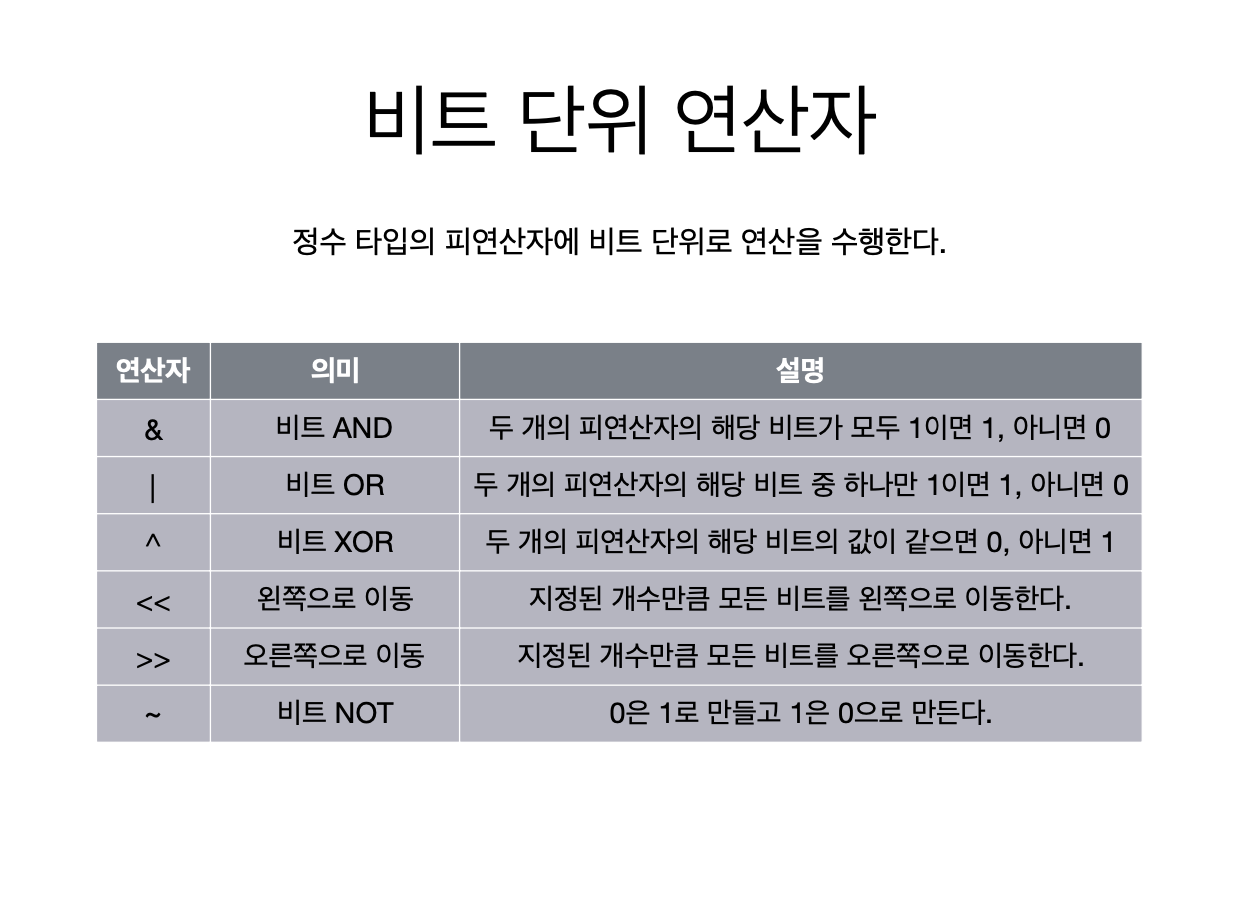 비트 단위 연산자
정수 타입의 피연산자에 비트 단위로 연산을 수행한다.
연산자 의미 설명
& 비트 AND 두 개의 피연산자의 해당 비트가 모두 1이면 1, 아니면 0
| 비트 OR 두 개의 피연산자의 해당 비트 중 하나만 1이면 1, 아니면 0
^ 비트 XOR 두 개의 피연산자의 해당 비트의 값이 같으면 0, 아니면 1
<< 왼쪽으로 이동 지정된 개수만큼 모든 비트를 왼쪽으로 이동한다.
>> 오른쪽으로 이동 지정된 개수만큼 모든 비트를 오른쪽으로 이동한다.
~ 비트 NOT 0은 1로 만들고 1은 0으로 만든다.